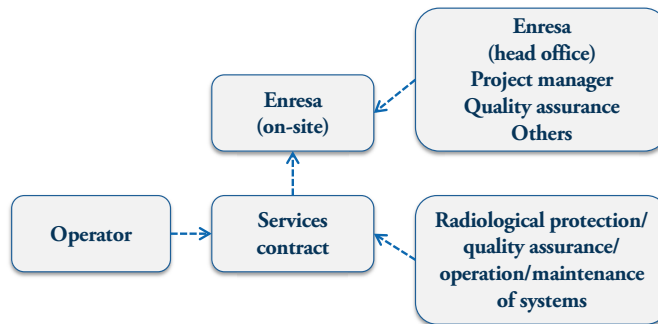 Enresa
(head office)
Project manager
Quality assurance
Others
Enresa
(on-site)
Operator
Services
contract
Radiological protection/
quality assurance/
operation/maintenance
of systems